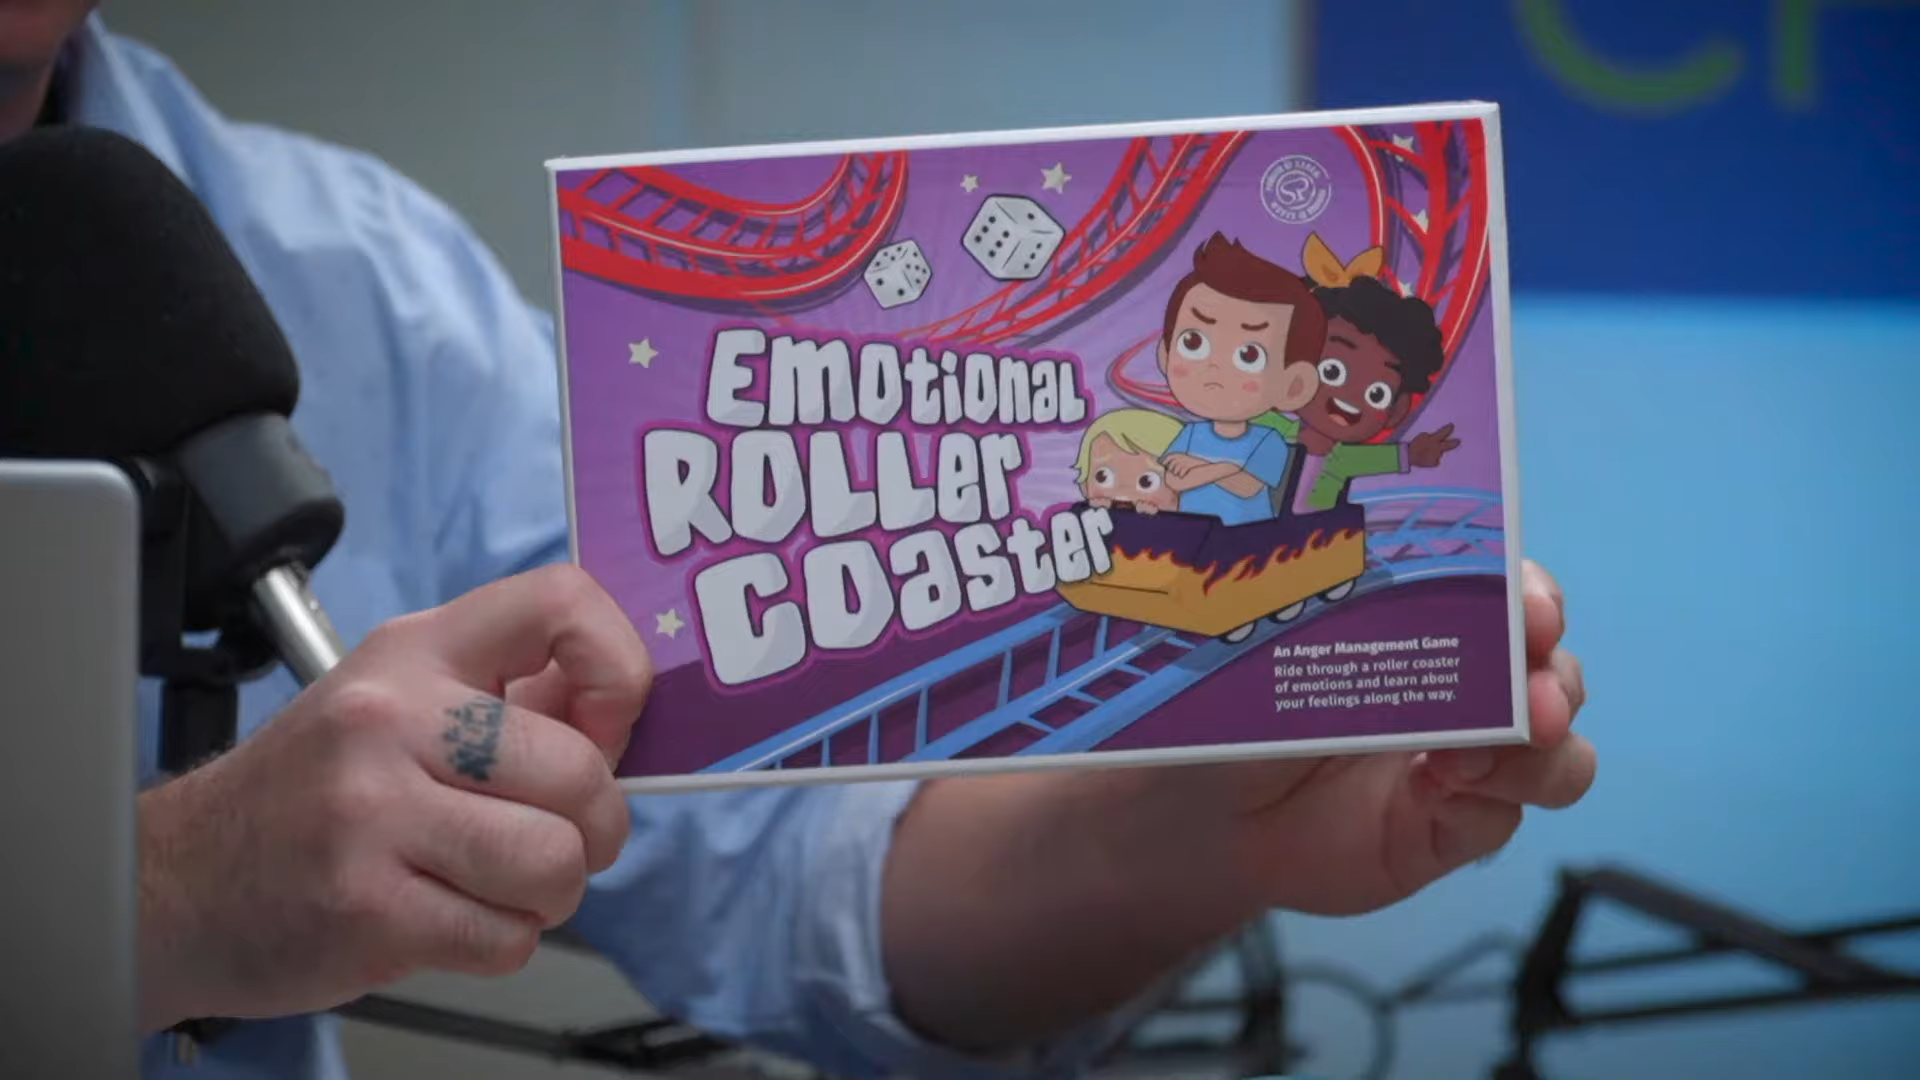 Emotional
Roller
Coaster
An Anger Management Game
Ride through a roller coaster
of emotions and learn about
your feelings along the way.